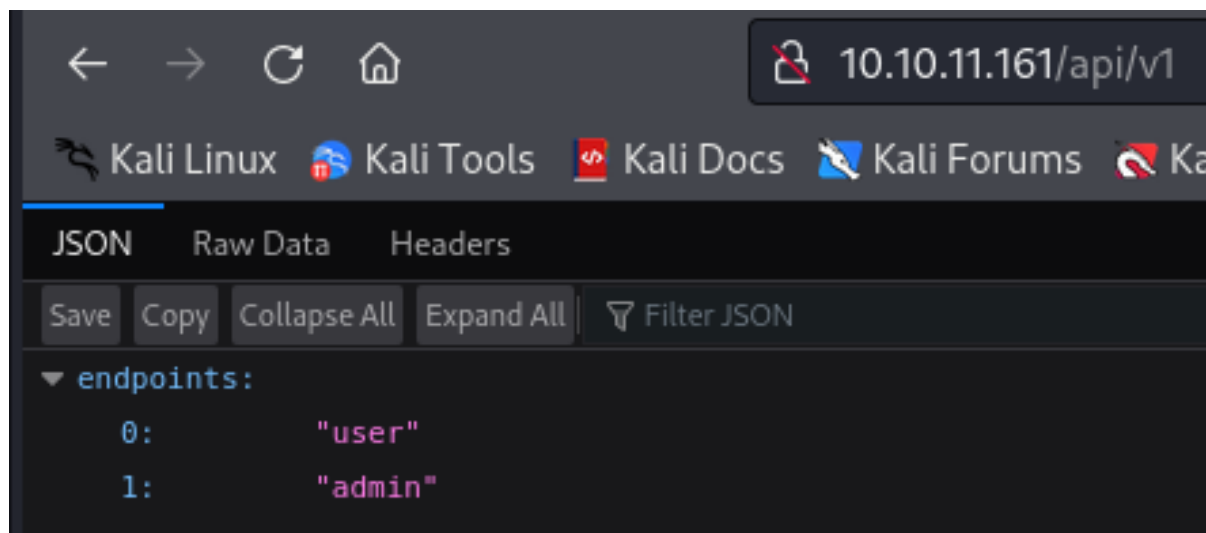 10.10.11.161/api/v1
Kali Linux Kali Tools Kali Docs Kali Forums Ka
JSON Raw Data Headers
Save Copy Collapse All Expand All Filter JSON
endpoints:
0: "user"
1: "admin"